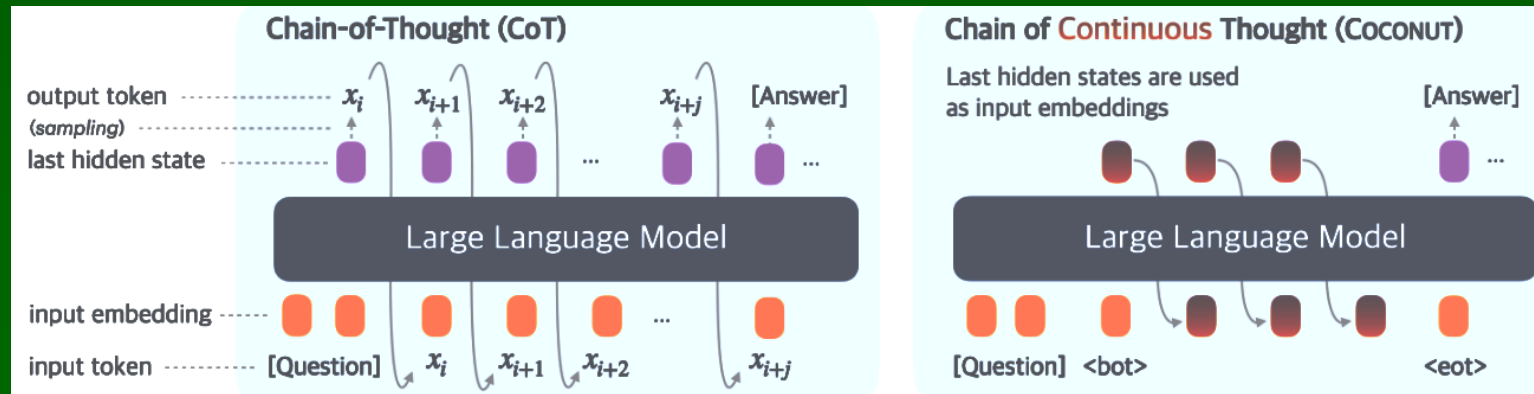 Chain-of-Thought (CoT)
output token
(sampling)
last hidden state
x_i
x_{i+1}
x_{i+2}
x_{i+j}
[Answer]
...
...
Large Language Model
input embedding
...
input token
[Question]
x_i
x_{i+1}
x_{i+2}
x_{i+j}
Chain of Continuous Thought (COCONUT)
Last hidden states are used
as input embeddings
[Answer]
...
Large Language Model
[Question] <bot>
<eot>